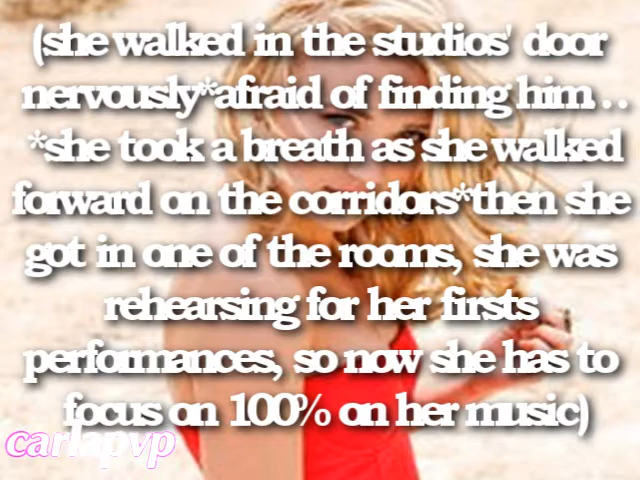 (she walked in the studios' door
nervously*afraid of finding him...
*she took a breath as she walked
forward on the corridors*then she
got in one of the rooms, she was
rehearsing for her firsts
performances, so now she has to
focus on 100% on her music)
carlapvp